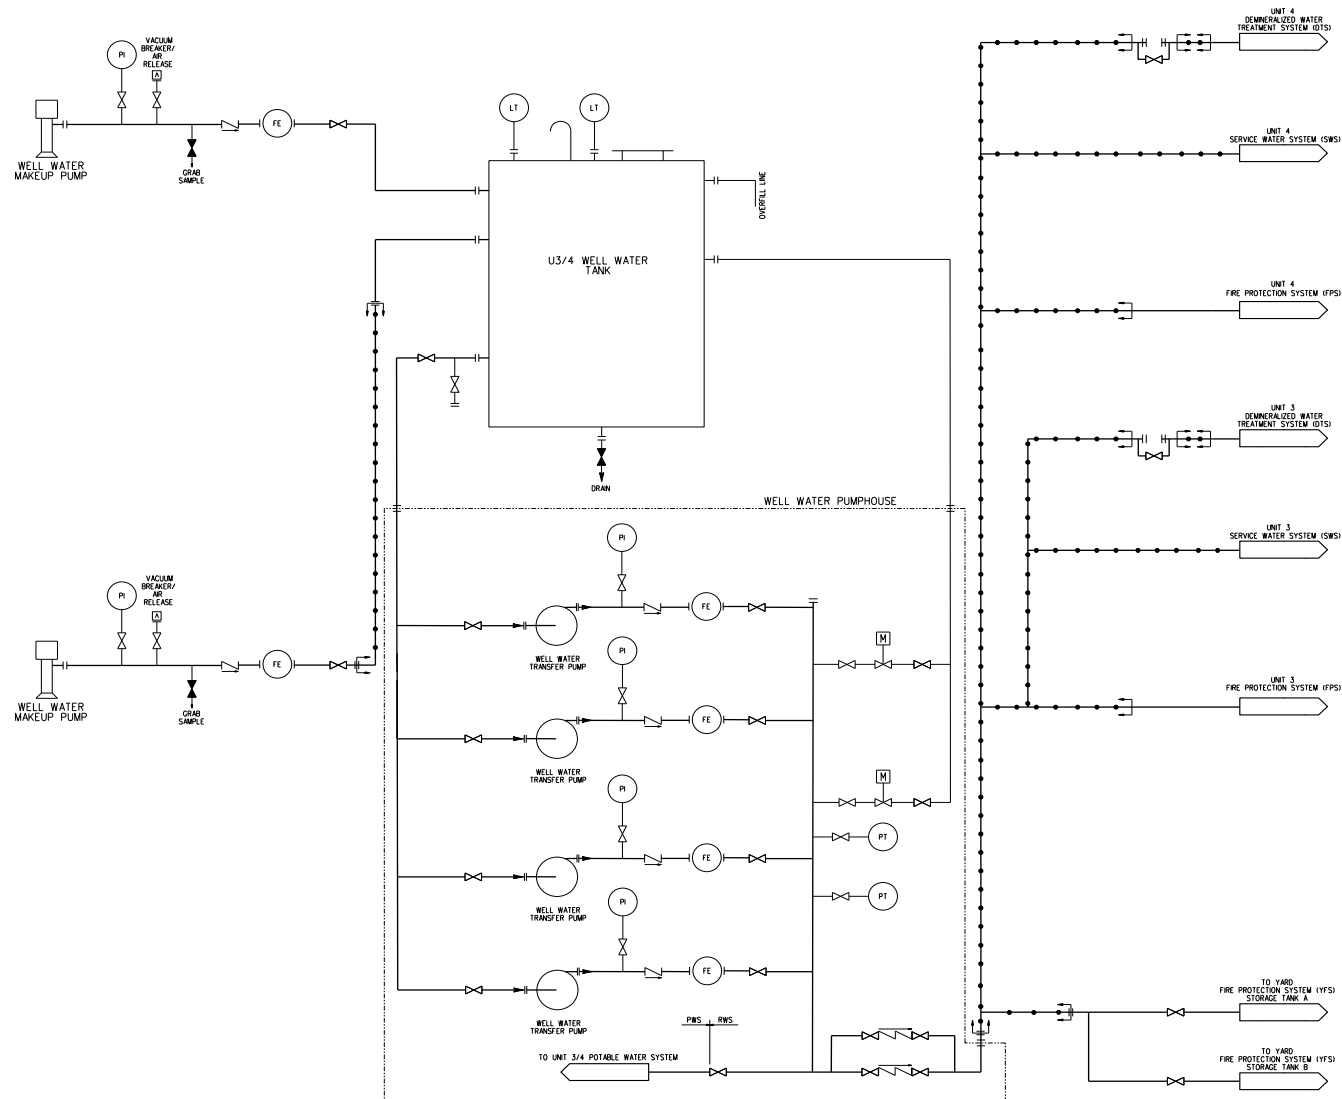 UNIT 4
DEMINERALIZED WATER
TREATMENT SYSTEM (DTS)
VACUUM
BREAKER/
AIR
RELEASE
PI
A
FE
WELL WATER
MAKEUP PUMP
GRAB
SAMPLE
LT
LT
OVERFILL LINE
UNIT 4
SERVICE WATER SYSTEM (SWS)
U3/4 WELL WATER
TANK
UNIT 4
FIRE PROTECTION SYSTEM (FPS)
UNIT 3
DEMINERALIZED WATER
TREATMENT SYSTEM (DTS)
DRAIN
WELL WATER PUMPHOUSE
UNIT 3
SERVICE WATER SYSTEM (SWS)
PI
VACUUM
BREAKER/
AIR
RELEASE
PI
A
FE
WELL WATER
MAKEUP PUMP
GRAB
SAMPLE
FE
WELL WATER
TRANSFER PUMP
PI
M
UNIT 3
FIRE PROTECTION SYSTEM (FPS)
FE
WELL WATER
TRANSFER PUMP
PI
M
PT
FE
WELL WATER
TRANSFER PUMP
PI
PT
FE
WELL WATER
TRANSFER PUMP
PWS RWS
TO UNIT 3/4 POTABLE WATER SYSTEM
TO YARD
FIRE PROTECTION SYSTEM (YFS)
STORAGE TANK A
TO YARD
FIRE PROTECTION SYSTEM (YFS)
STORAGE TANK B